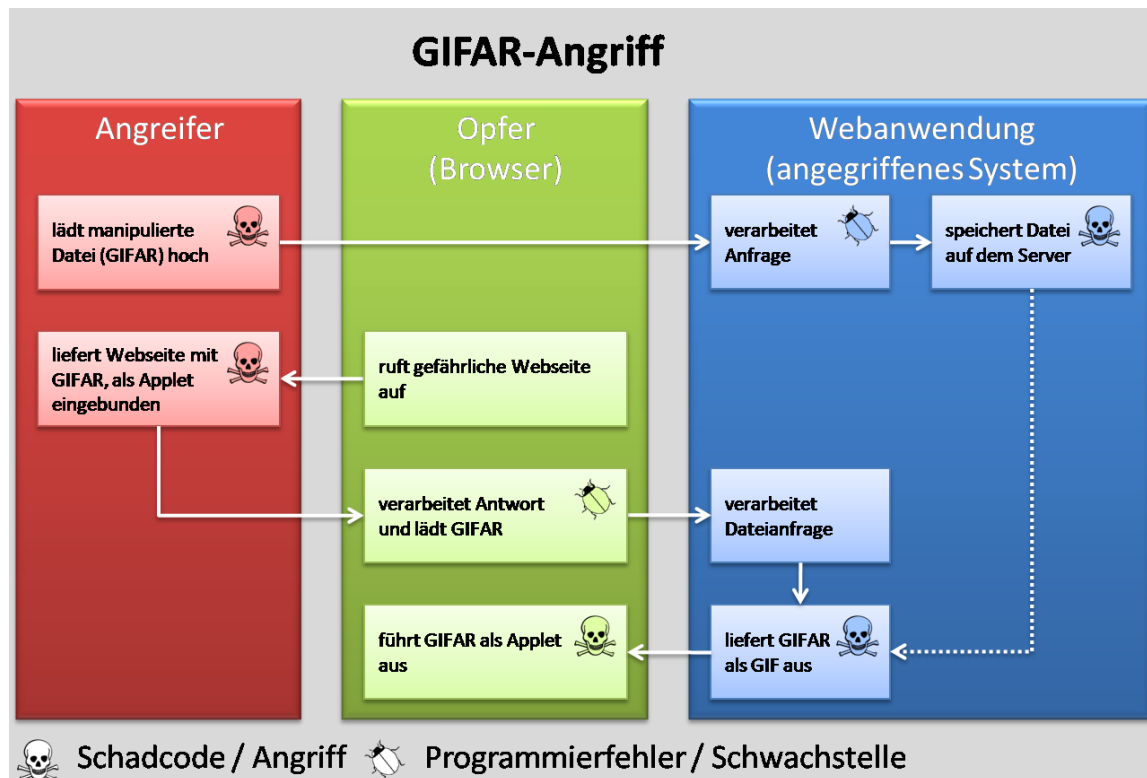 GIFAR-Angriff
Angreifer
Opfer
(Browser)
Webanwendung
(angegriffenes System)
lädt manipulierte
Datei (GIFAR) hoch
verarbeitet
Anfrage
speichert Datei
auf dem Server
liefert Webseite mit
GIFAR, als Applet
eingebunden
ruft gefährliche Webseite
auf
verarbeitet Antwort
und lädt GIFAR
verarbeitet
Dateianfrage
führt GIFAR als Applet
aus
liefert GIFAR
als GIF aus
Schadcode / Angriff
Programmierfehler / Schwachstelle